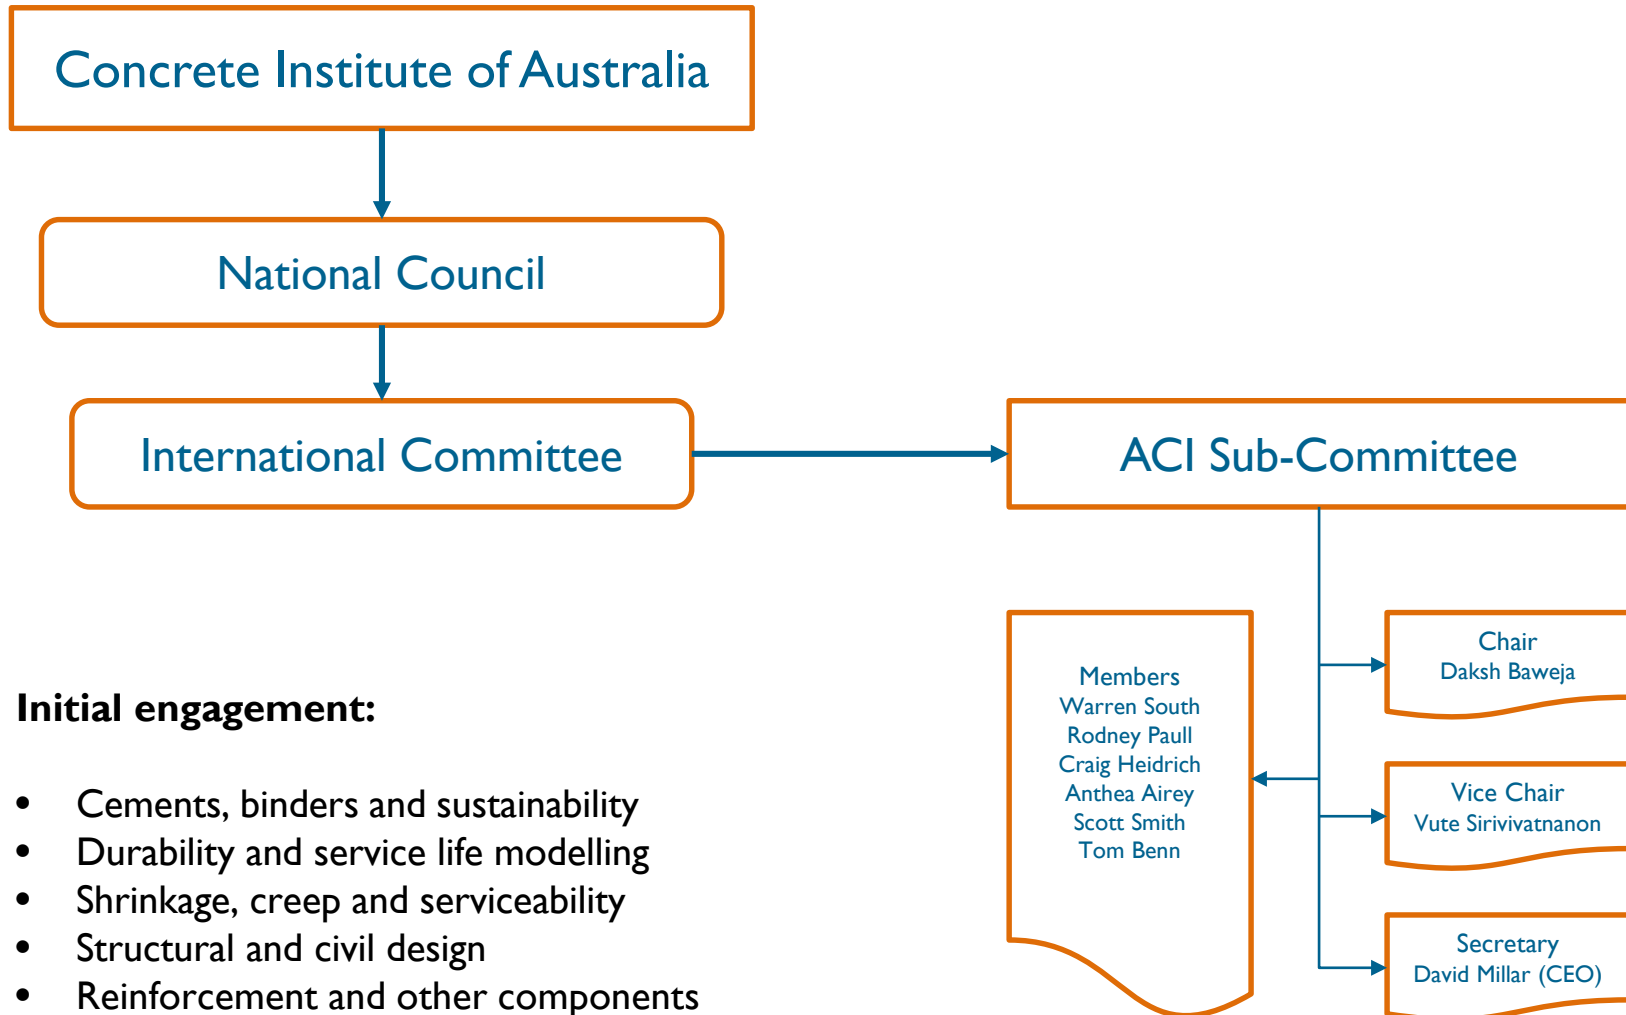 Concrete Institute of Australia
National Council
International Committee
ACI Sub-Committee
Members
Warren South
Rodney Paull
Craig Heidrich
Anthea Airey
Scott Smith
Tom Benn
Chair
Daksh Baweja
Vice Chair
Vute Sirivivatnanon
Secretary
David Millar (CEO)
Initial engagement:
• Cements, binders and sustainability
• Durability and service life modelling
• Shrinkage, creep and serviceability
• Structural and civil design
• Reinforcement and other components